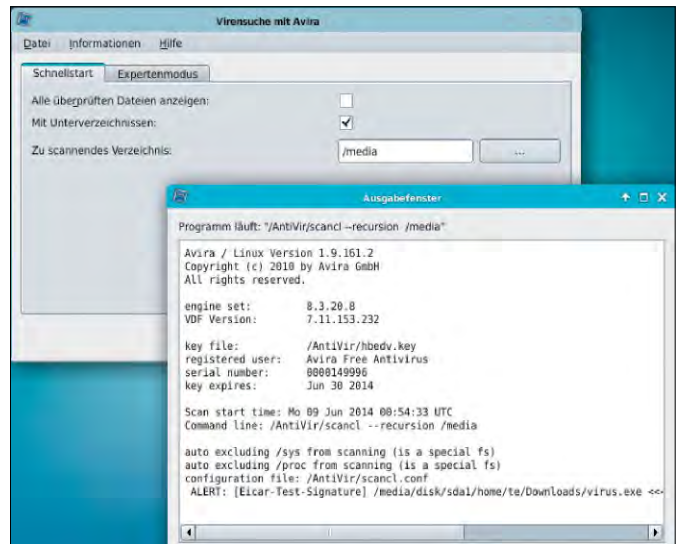 Virensuche mit Avira
Datei Informationen Hilfe
Schnellstart Expertenmodus
Alle überprüften Dateien anzeigen:
Mit Unterverzeichnissen:
Zu scannendes Verzeichnis: /media ...
Ausgabefenster
Programm läuft: "/AntiVir/scancl --recursion /media"
Avira / Linux Version 1.9.161.2
Copyright (c) 2010 by Avira GmbH
All rights reserved.
engine set: 8.3.20.8
VDF Version: 7.11.153.232
key file: /AntiVir/hbedv.key
registered user: Avira Free Antivirus
serial number: 0000149996
key expires: Jun 30 2014
Scan start time: Mo 09 Jun 2014 00:54:33 UTC
Command line: /AntiVir/scancl --recursion /media
auto excluding /sys from scanning (is a special fs)
auto excluding /proc from scanning (is a special fs)
configuration file: /AntiVir/scancl.conf
ALERT: [Eicar-Test-Signature] /media/disk/sda1/home/te/Downloads/virus.exe <<